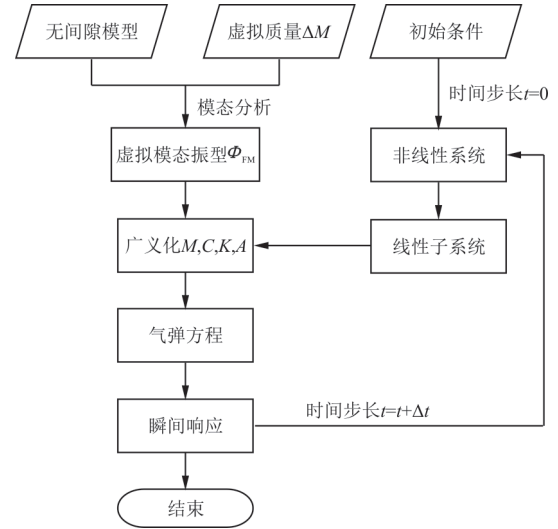 无间隙模型
虚拟质量ΔM
初始条件
模态分析
时间步长t=0
虚拟模态振型Φ_FM
非线性系统
广义化M,C,K,A
线性子系统
气弹方程
时间步长t=t+Δt
瞬间响应
结束